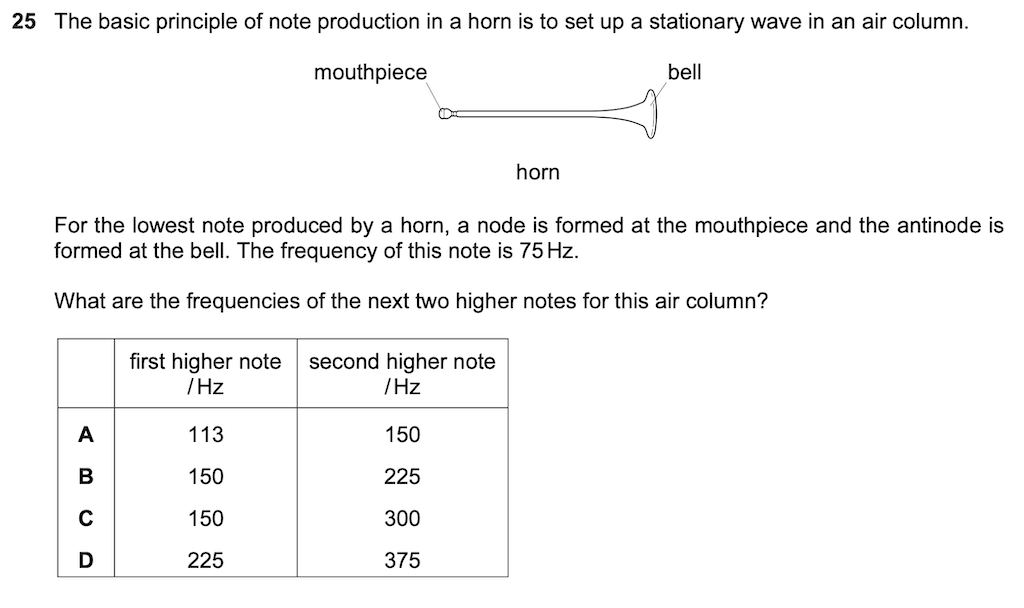 25 The basic principle of note production in a horn is to set up a stationary wave in an air column.
mouthpiece bell
horn
For the lowest note produced by a horn, a node is formed at the mouthpiece and the antinode is
formed at the bell. The frequency of this note is 75 Hz.
What are the frequencies of the next two higher notes for this air column?
first higher note second higher note
/ Hz / Hz
A 113 150
B 150 225
C 150 300
D 225 375